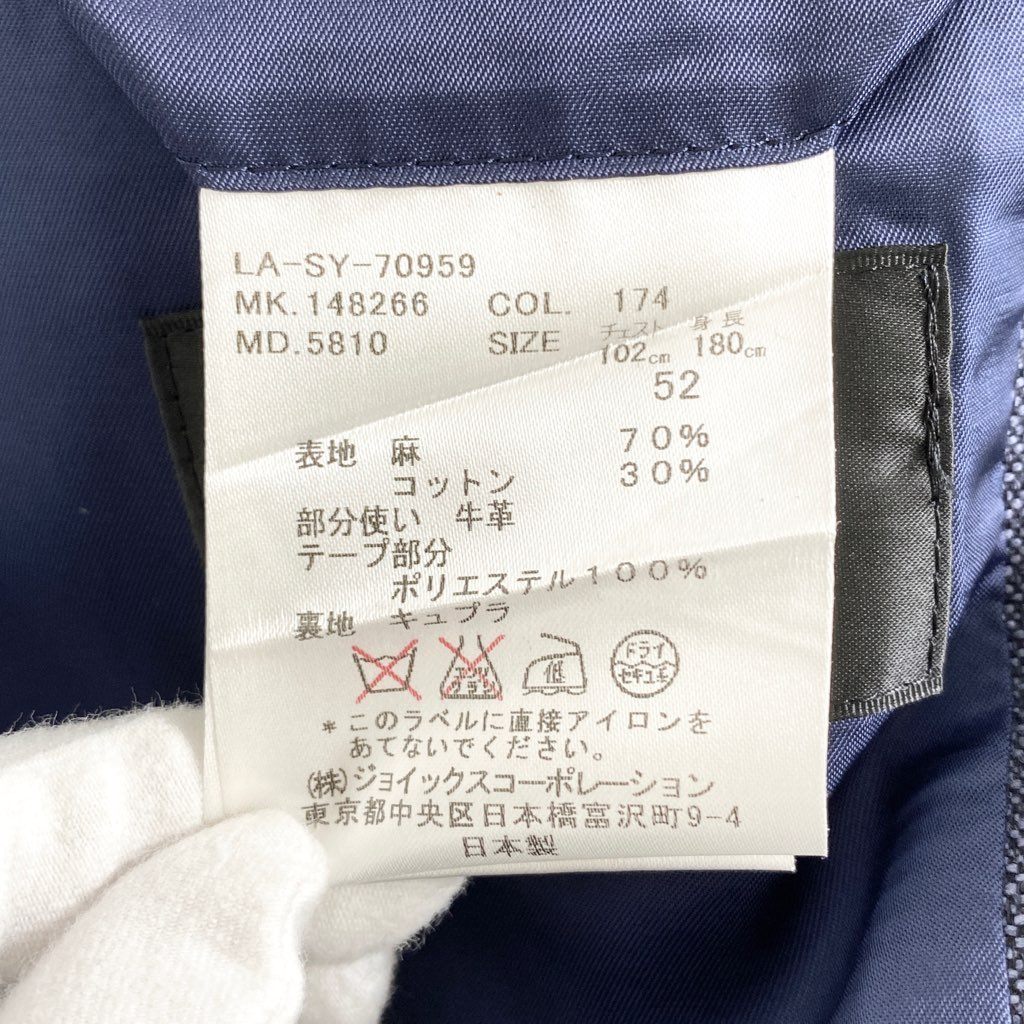 LA-SY-70959
MK.148266 COL. 174
MD.5810 SIZE チェスト 102cm 身長 180cm
52
表地 麻 70%
コットン 30%
部分使い 牛革
テープ部分
ポリエステル100%
裏地 キュプラ
エンソ サラシ 低 ドライ セキユ系
*このラベルに直接アイロンを
あてないでください。
(株)ジョイックスコーポレーション
東京都中央区日本橋富沢町9-4
日本製